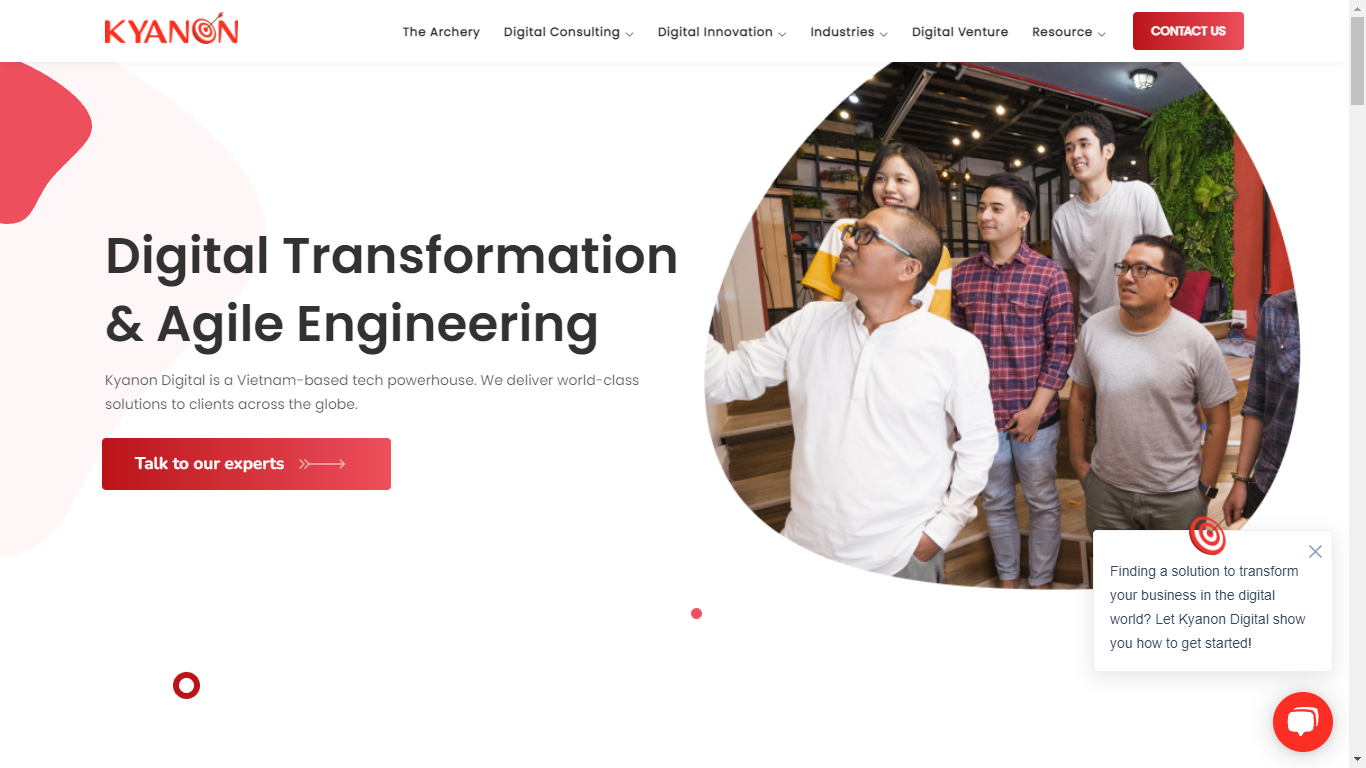 KYANON
The Archery
Digital Consulting
Digital Innovation
Industries
Digital Venture
Resource
CONTACT US
Digital Transformation
& Agile Engineering
Kyanon Digital is a Vietnam-based tech powerhouse. We deliver world-class
solutions to clients across the globe.
Talk to our experts
Finding a solution to transform
your business in the digital
world? Let Kyanon Digital show
you how to get started!